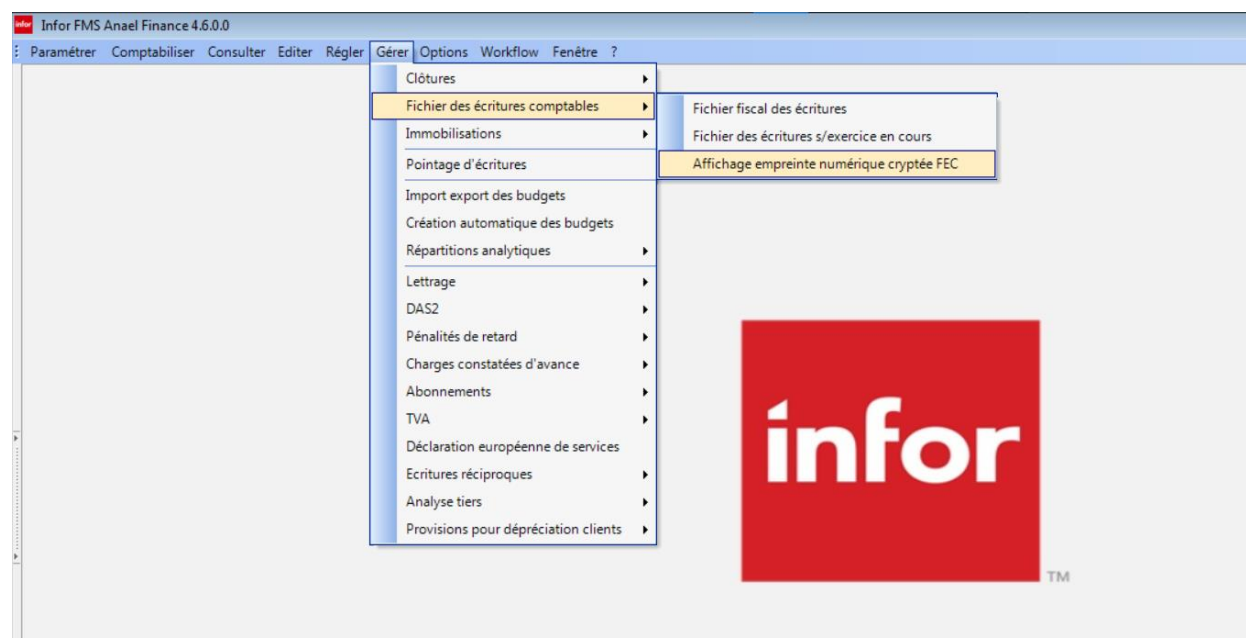 infor Infor FMS Anael Finance 4.6.0.0
Paramétrer Comptabiliser Consulter Editer Régler Gérer Options Workflow Fenêtre ?
Clôtures
Fichier des écritures comptables
Immobilisations
Pointage d'écritures
Import export des budgets
Création automatique des budgets
Répartitions analytiques
Lettrage
DAS2
Pénalités de retard
Charges constatées d'avance
Abonnements
TVA
Déclaration européenne de services
Ecritures réciproques
Analyse tiers
Provisions pour dépréciation clients
Fichier fiscal des écritures
Fichier des écritures s/exercice en cours
Affichage empreinte numérique cryptée FEC
infor
TM